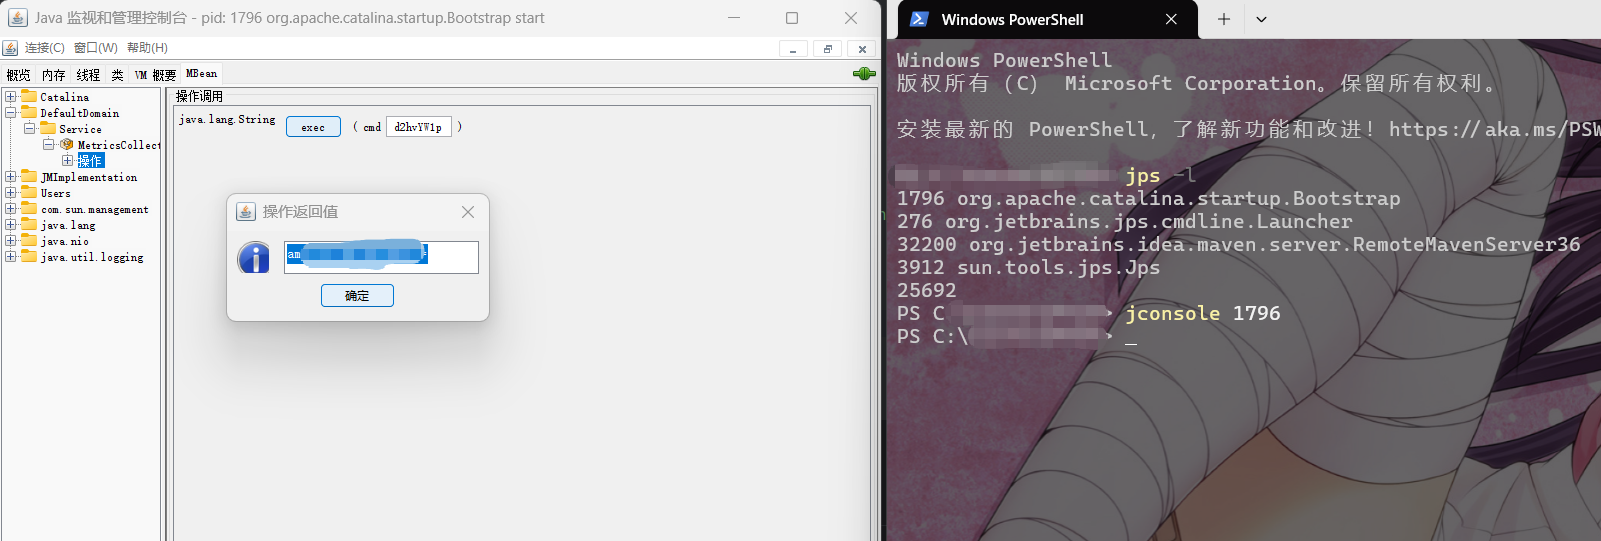 Java 监视和管理控制台 - pid: 1796 org.apache.catalina.startup.Bootstrap start
连接(C) 窗口(W) 帮助(H)
概览 内存 线程 类 VM 概要 MBean
Catalina
DefaultDomain
Service
MetricsCollect
操作
JMImplementation
Users
com.sun.management
java.lang
java.nio
java.util.logging
操作调用
java.lang.String exec ( cmd d2hvYW1p )
操作返回值
am
确定
Windows PowerShell
Windows PowerShell
版权所有 (C) Microsoft Corporation。保留所有权利。
安装最新的 PowerShell，了解新功能和改进！https://aka.ms/PSW
jps -l
1796 org.apache.catalina.startup.Bootstrap
276 org.jetbrains.jps.cmdline.Launcher
32200 org.jetbrains.idea.maven.server.RemoteMavenServer36
3912 sun.tools.jps.Jps
25692
PS C > jconsole 1796
PS C:\ > _